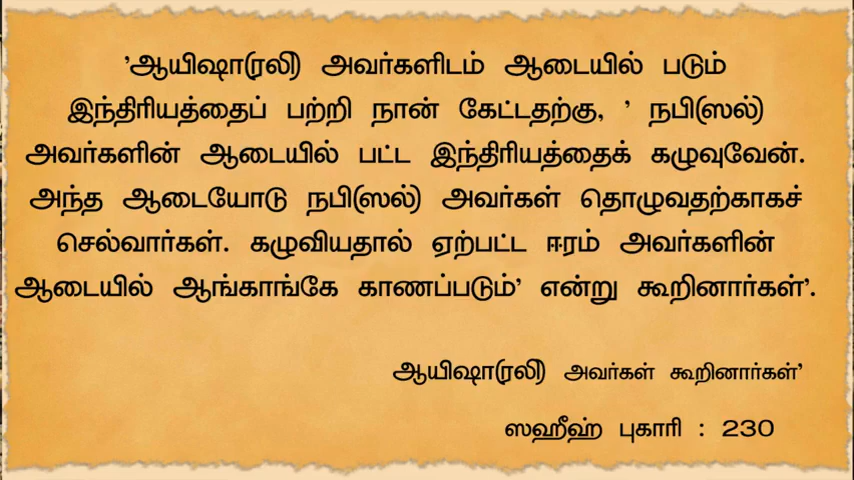 ’ஆயிஷா(ரலி) அவர்களிடம் ஆடையில் படும்
இந்திரியத்தைப் பற்றி நான் கேட்டதற்கு, ’ நபி(ஸல்)
அவர்களின் ஆடையில் பட்ட இந்திரியத்தைக் கழுவுவேன்.
அந்த ஆடையோடு நபி(ஸல்) அவர்கள் தொழுவதற்காகச்
செல்வார்கள். கழுவியதால் ஏற்பட்ட ஈரம் அவர்களின்
ஆடையில் ஆங்காங்கே காணப்படும்’ என்று கூறினார்கள்’.
ஆயிஷா(ரலி) அவர்கள் கூறினார்கள்’
ஸஹீஹ் புகாரி : 230